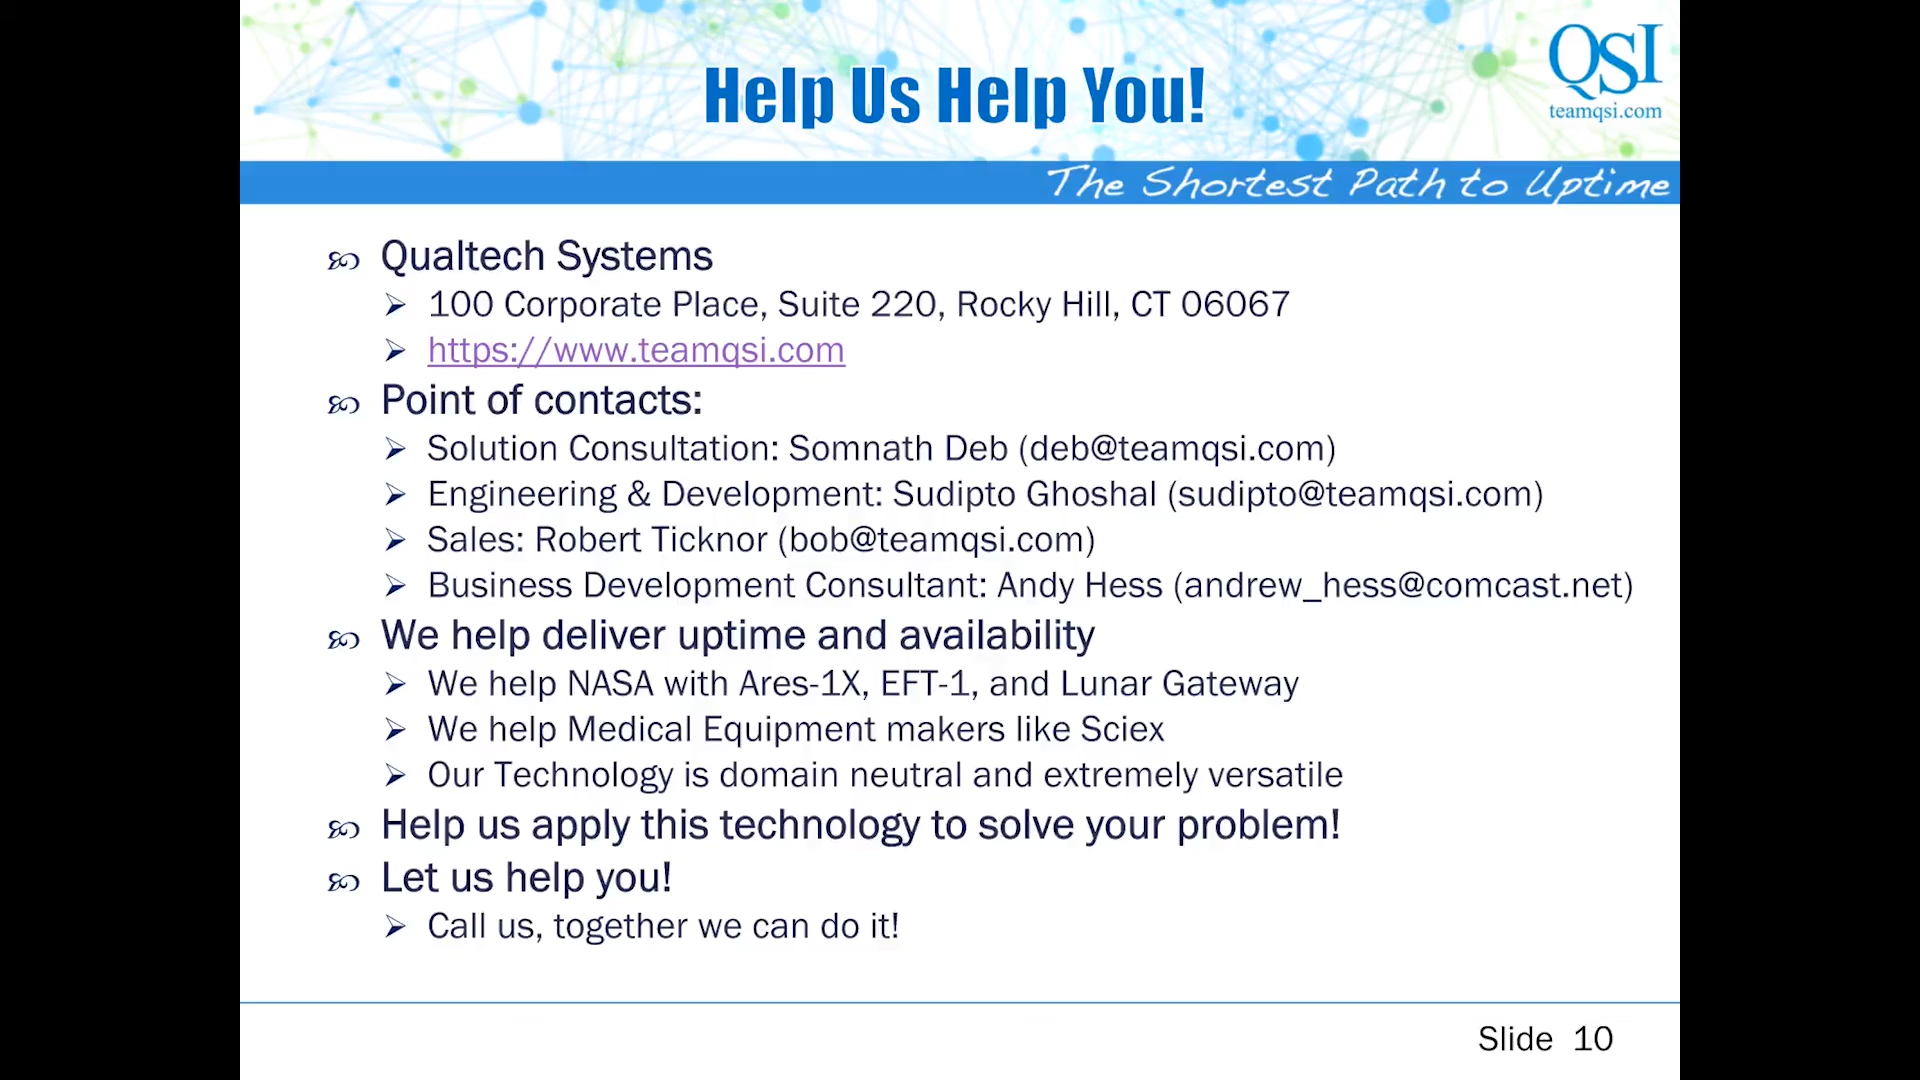 Help Us Help You!
QSI
teamqsi.com
The Shortest Path to Uptime
Qualtech Systems
100 Corporate Place, Suite 220, Rocky Hill, CT 06067
https://www.teamqsi.com
Point of contacts:
Solution Consultation: Somnath Deb (deb@teamqsi.com)
Engineering & Development: Sudipto Ghoshal (sudipto@teamqsi.com)
Sales: Robert Ticknor (bob@teamqsi.com)
Business Development Consultant: Andy Hess (andrew_hess@comcast.net)
We help deliver uptime and availability
We help NASA with Ares-1X, EFT-1, and Lunar Gateway
We help Medical Equipment makers like Sciex
Our Technology is domain neutral and extremely versatile
Help us apply this technology to solve your problem!
Let us help you!
Call us, together we can do it!
Slide 10